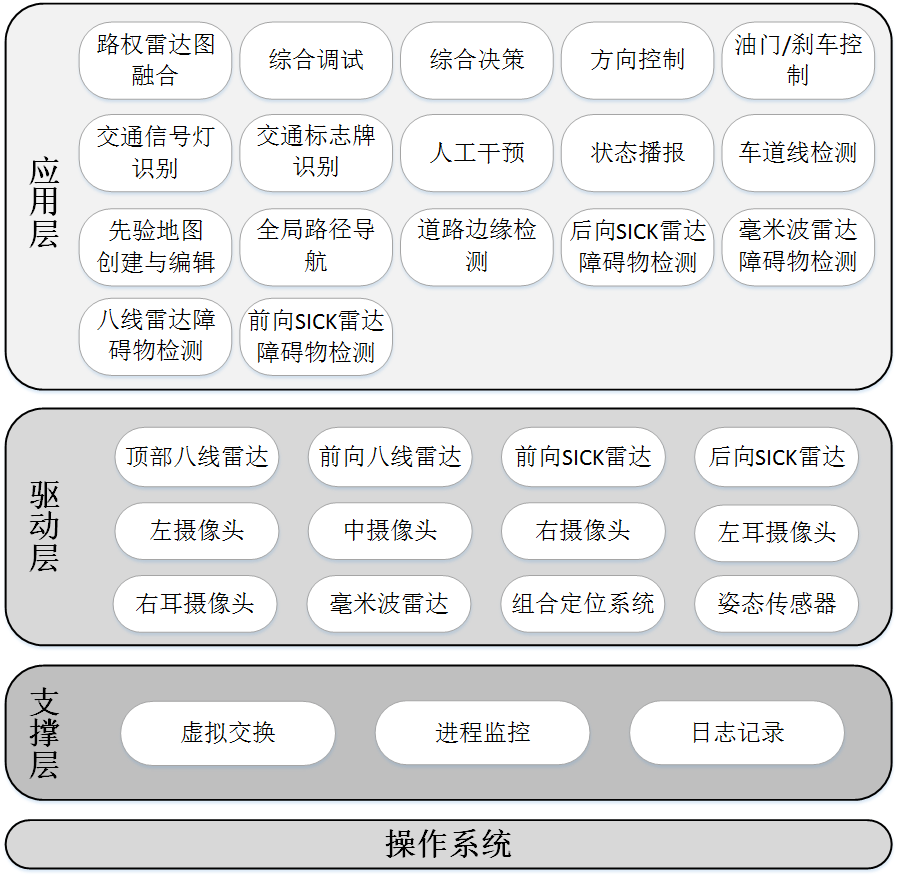 应用层
路权雷达图
融合
综合调试
综合决策
方向控制
油门/刹车控
制
交通信号灯
识别
交通标志牌
识别
人工干预
状态播报
车道线检测
先验地图
创建与编辑
全局路径导
航
道路边缘检
测
后向SICK雷达
障碍物检测
毫米波雷达
障碍物检测
八线雷达障
碍物检测
前向SICK雷达
障碍物检测
驱动层
顶部八线雷达
前向八线雷达
前向SICK雷达
后向SICK雷达
左摄像头
中摄像头
右摄像头
左耳摄像头
右耳摄像头
毫米波雷达
组合定位系统
姿态传感器
支撑层
虚拟交换
进程监控
日志记录
操作系统